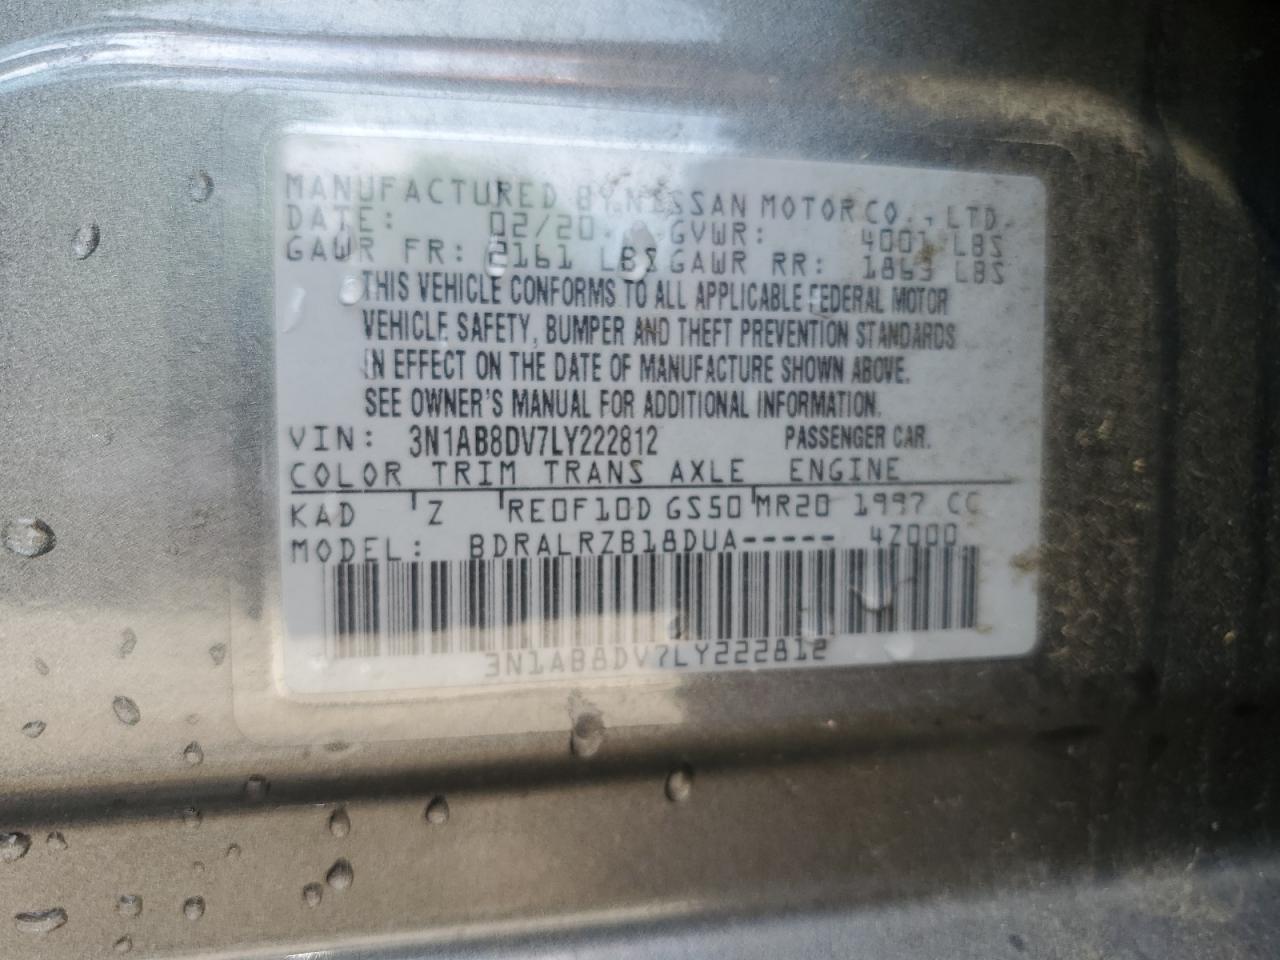 MANUFACTURED BY NISSAN MOTOR CO., LTD.
DATE: 02/20 GVWR: 4001 LBS
GAWR FR: 2161 LBS GAWR RR: 1863 LBS
THIS VEHICLE CONFORMS TO ALL APPLICABLE FEDERAL MOTOR
VEHICLE SAFETY, BUMPER AND THEFT PREVENTION STANDARDS
IN EFFECT ON THE DATE OF MANUFACTURE SHOWN ABOVE.
SEE OWNER'S MANUAL FOR ADDITIONAL INFORMATION.
VIN: 3N1AB8DV7LY222812 PASSENGER CAR.
COLOR TRIM TRANS AXLE ENGINE
KAD Z RE0F10D GS50 MR20 1997 CC
MODEL: BDRALRZB18DUA----- 4Z000
3N1AB8DV7LY222812